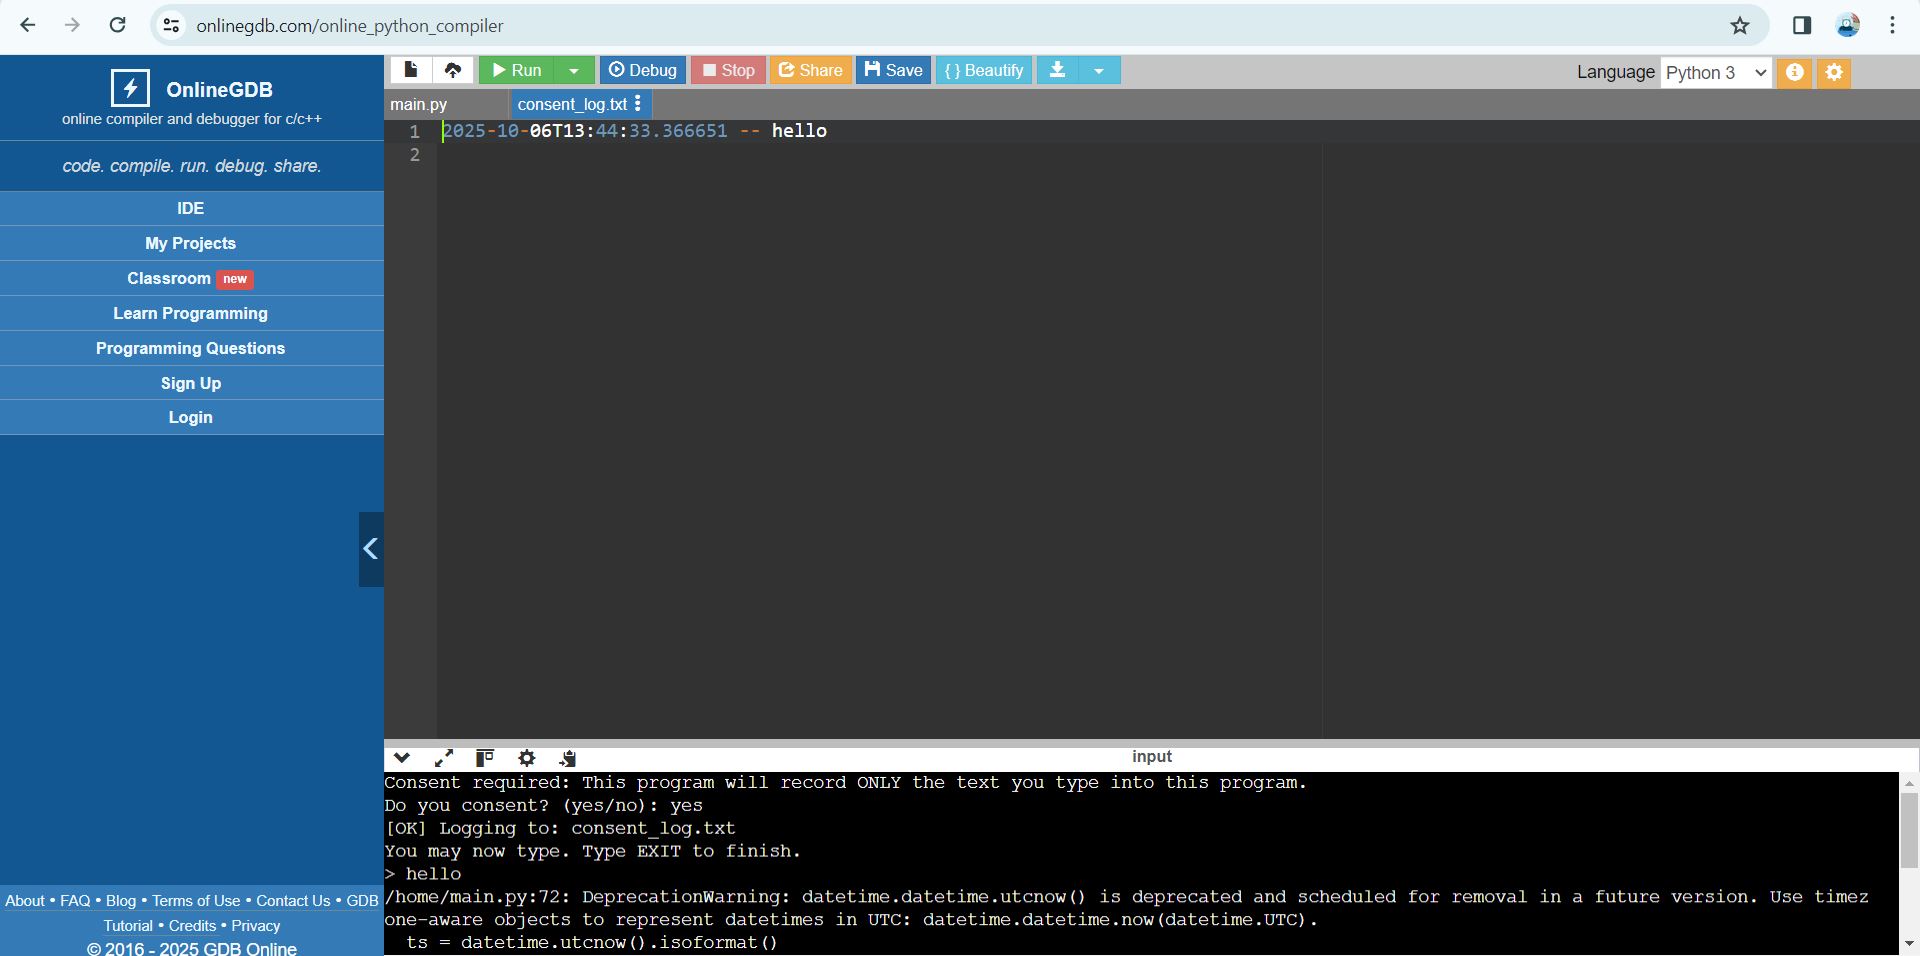 onlinegdb.com/online_python_compiler
OnlineGDB
online compiler and debugger for c/c++
code. compile. run. debug. share.
IDE
My Projects
Classroom new
Learn Programming
Programming Questions
Sign Up
Login
About • FAQ • Blog • Terms of Use • Contact Us • GDB
Tutorial • Credits • Privacy
© 2016 - 2025 GDB Online
Run Debug Stop Share Save { } Beautify
Language Python 3
main.py consent_log.txt
1 2025-10-06T13:44:33.366651 -- hello
2
input
Consent required: This program will record ONLY the text you type into this program.
Do you consent? (yes/no): yes
[OK] Logging to: consent_log.txt
You may now type. Type EXIT to finish.
> hello
/home/main.py:72: DeprecationWarning: datetime.datetime.utcnow() is deprecated and scheduled for removal in a future version. Use timez
one-aware objects to represent datetimes in UTC: datetime.datetime.now(datetime.UTC).
ts = datetime.utcnow().isoformat()